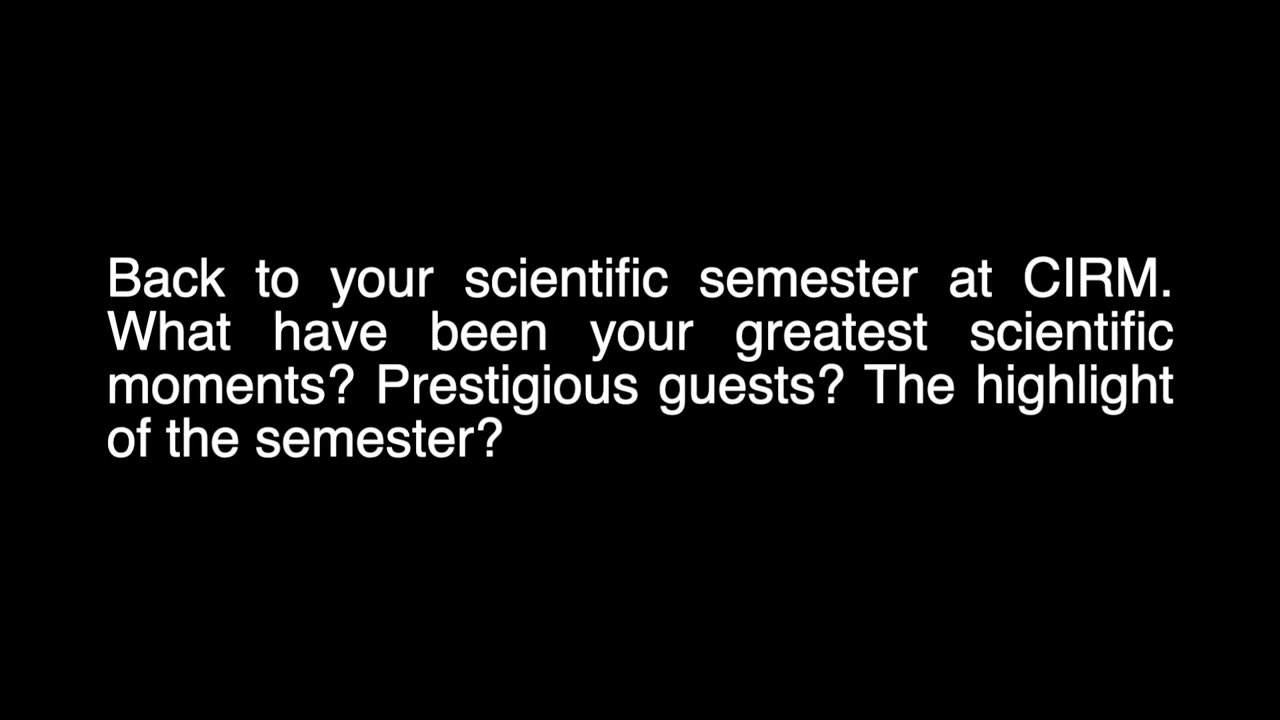 Back to your scientific semester at CIRM.
What have been your greatest scientific
moments? Prestigious guests? The highlight
of the semester?